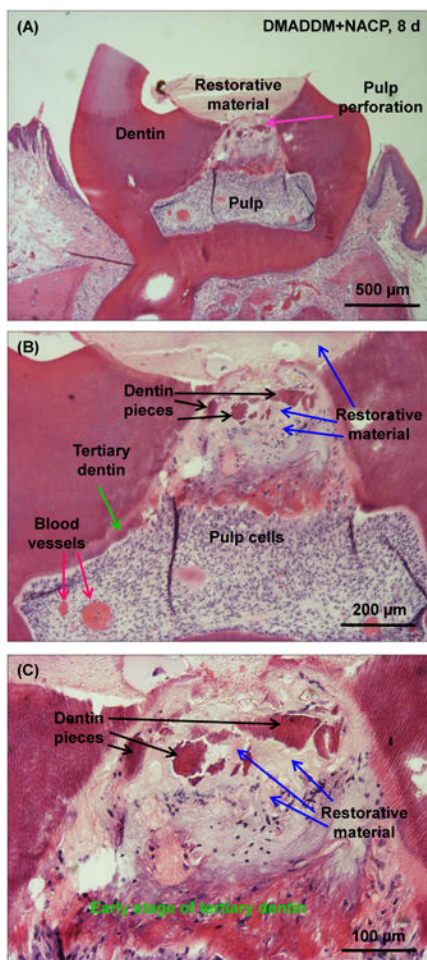 (A)
DMADDM+NACP, 8 d
Restorative
material
Pulp
perforation
Dentin
Pulp
500 µm
(B)
Dentin
pieces
Restorative
material
Tertiary
dentin
Blood
vessels
Pulp cells
200 µm
(C)
Dentin
pieces
Restorative
material
Early stage of tertiary dentin
100 µm